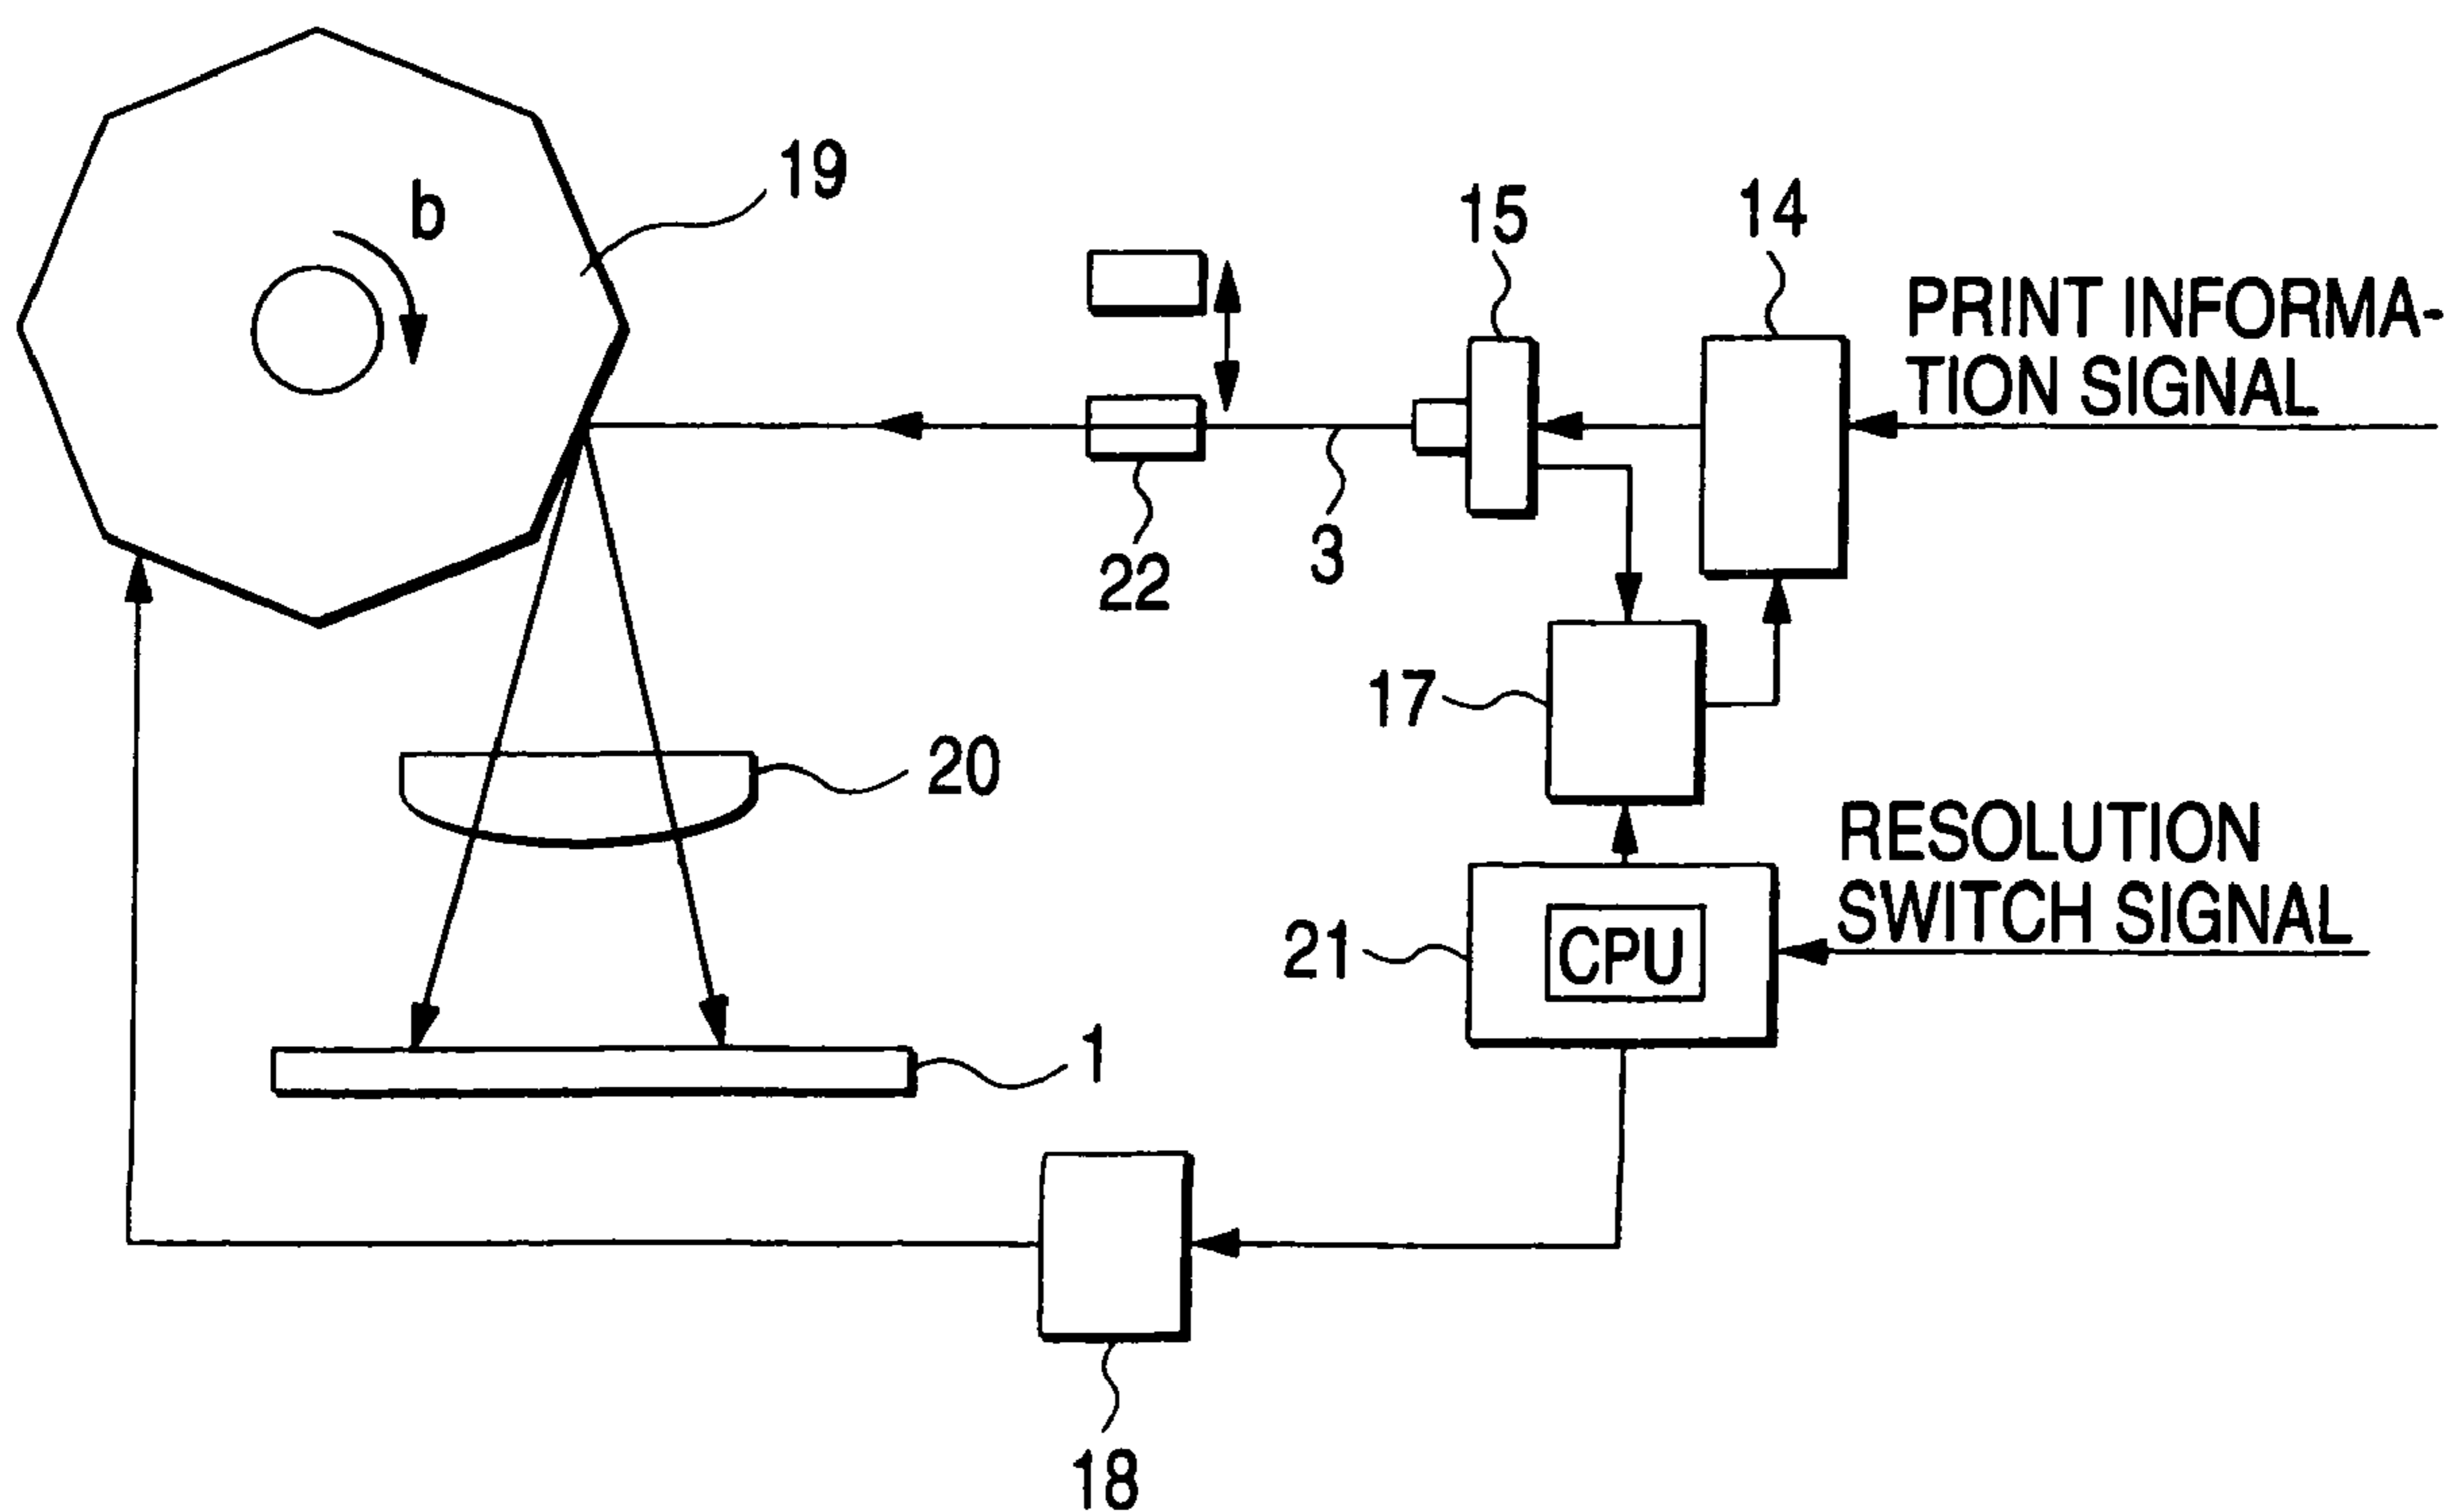 b
19
15
14
PRINT INFORMA-
TION SIGNAL
3
22
17
20
RESOLUTION
SWITCH SIGNAL
21
CPU
1
18